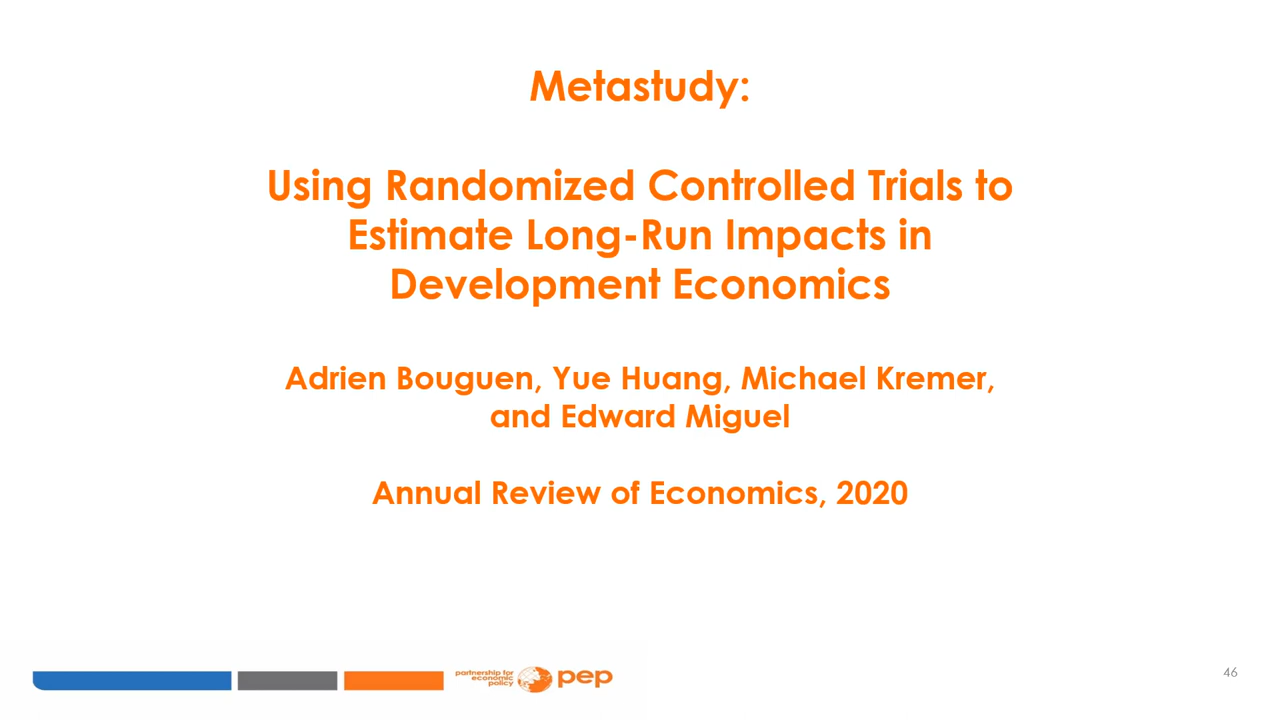 Metastudy:
Using Randomized Controlled Trials to
Estimate Long-Run Impacts in
Development Economics
Adrien Bouguen, Yue Huang, Michael Kremer,
and Edward Miguel
Annual Review of Economics, 2020
partnership for
economic
policy
pep
46